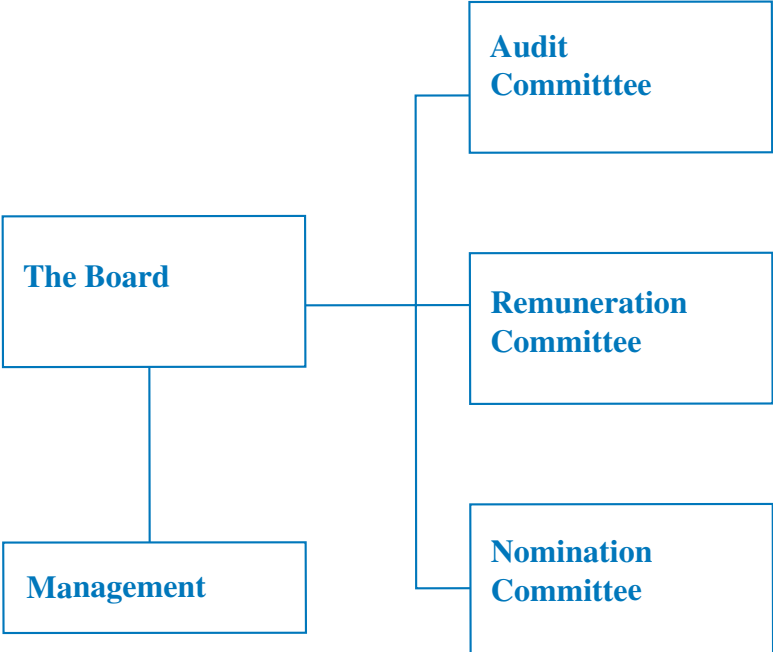 Audit
Committtee
The Board
Remuneration
Committee
Management
Nomination
Committee